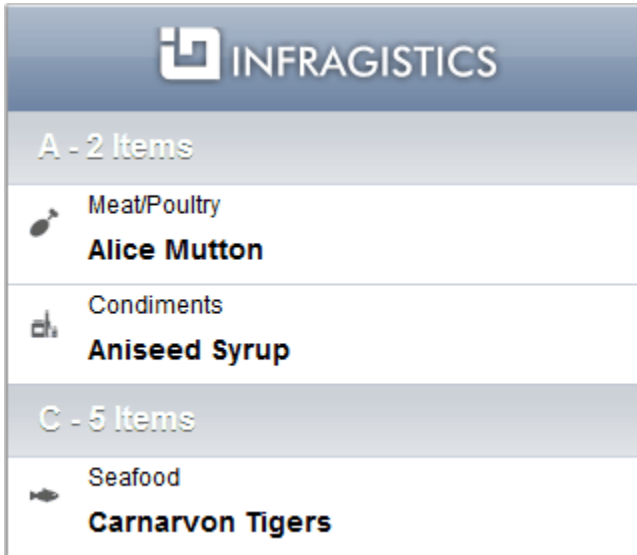 INFRAGISTICS
A - 2 Items
Meat/Poultry
Alice Mutton
Condiments
Aniseed Syrup
C - 5 Items
Seafood
Carnarvon Tigers